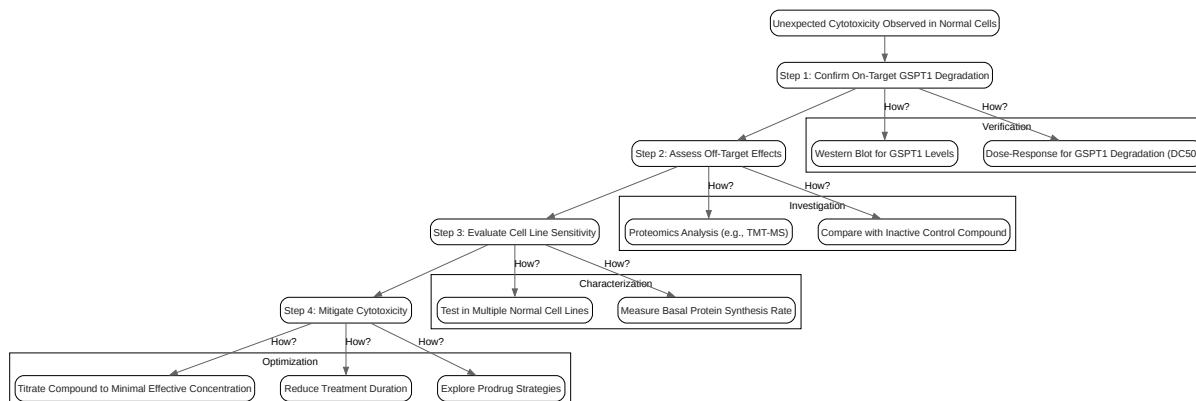 Unexpected Cytotoxicity Observed in Normal Cells
Step 1: Confirm On-Target GSPT1 Degradation
How?
How?
Verification
Step 2: Assess Off-Target Effects
Western Blot for GSPT1 Levels
Dose-Response for GSPT1 Degradation (DC50
How?
How?
Investigation
Step 3: Evaluate Cell Line Sensitivity
Proteomics Analysis (e.g., TMT-MS)
Compare with Inactive Control Compound
How?
How?
Characterization
Step 4: Mitigate Cytotoxicity
Test in Multiple Normal Cell Lines
Measure Basal Protein Synthesis Rate
How?
How?
How?
Optimization
Titrate Compound to Minimal Effective Concentration
Reduce Treatment Duration
Explore Prodrug Strategies